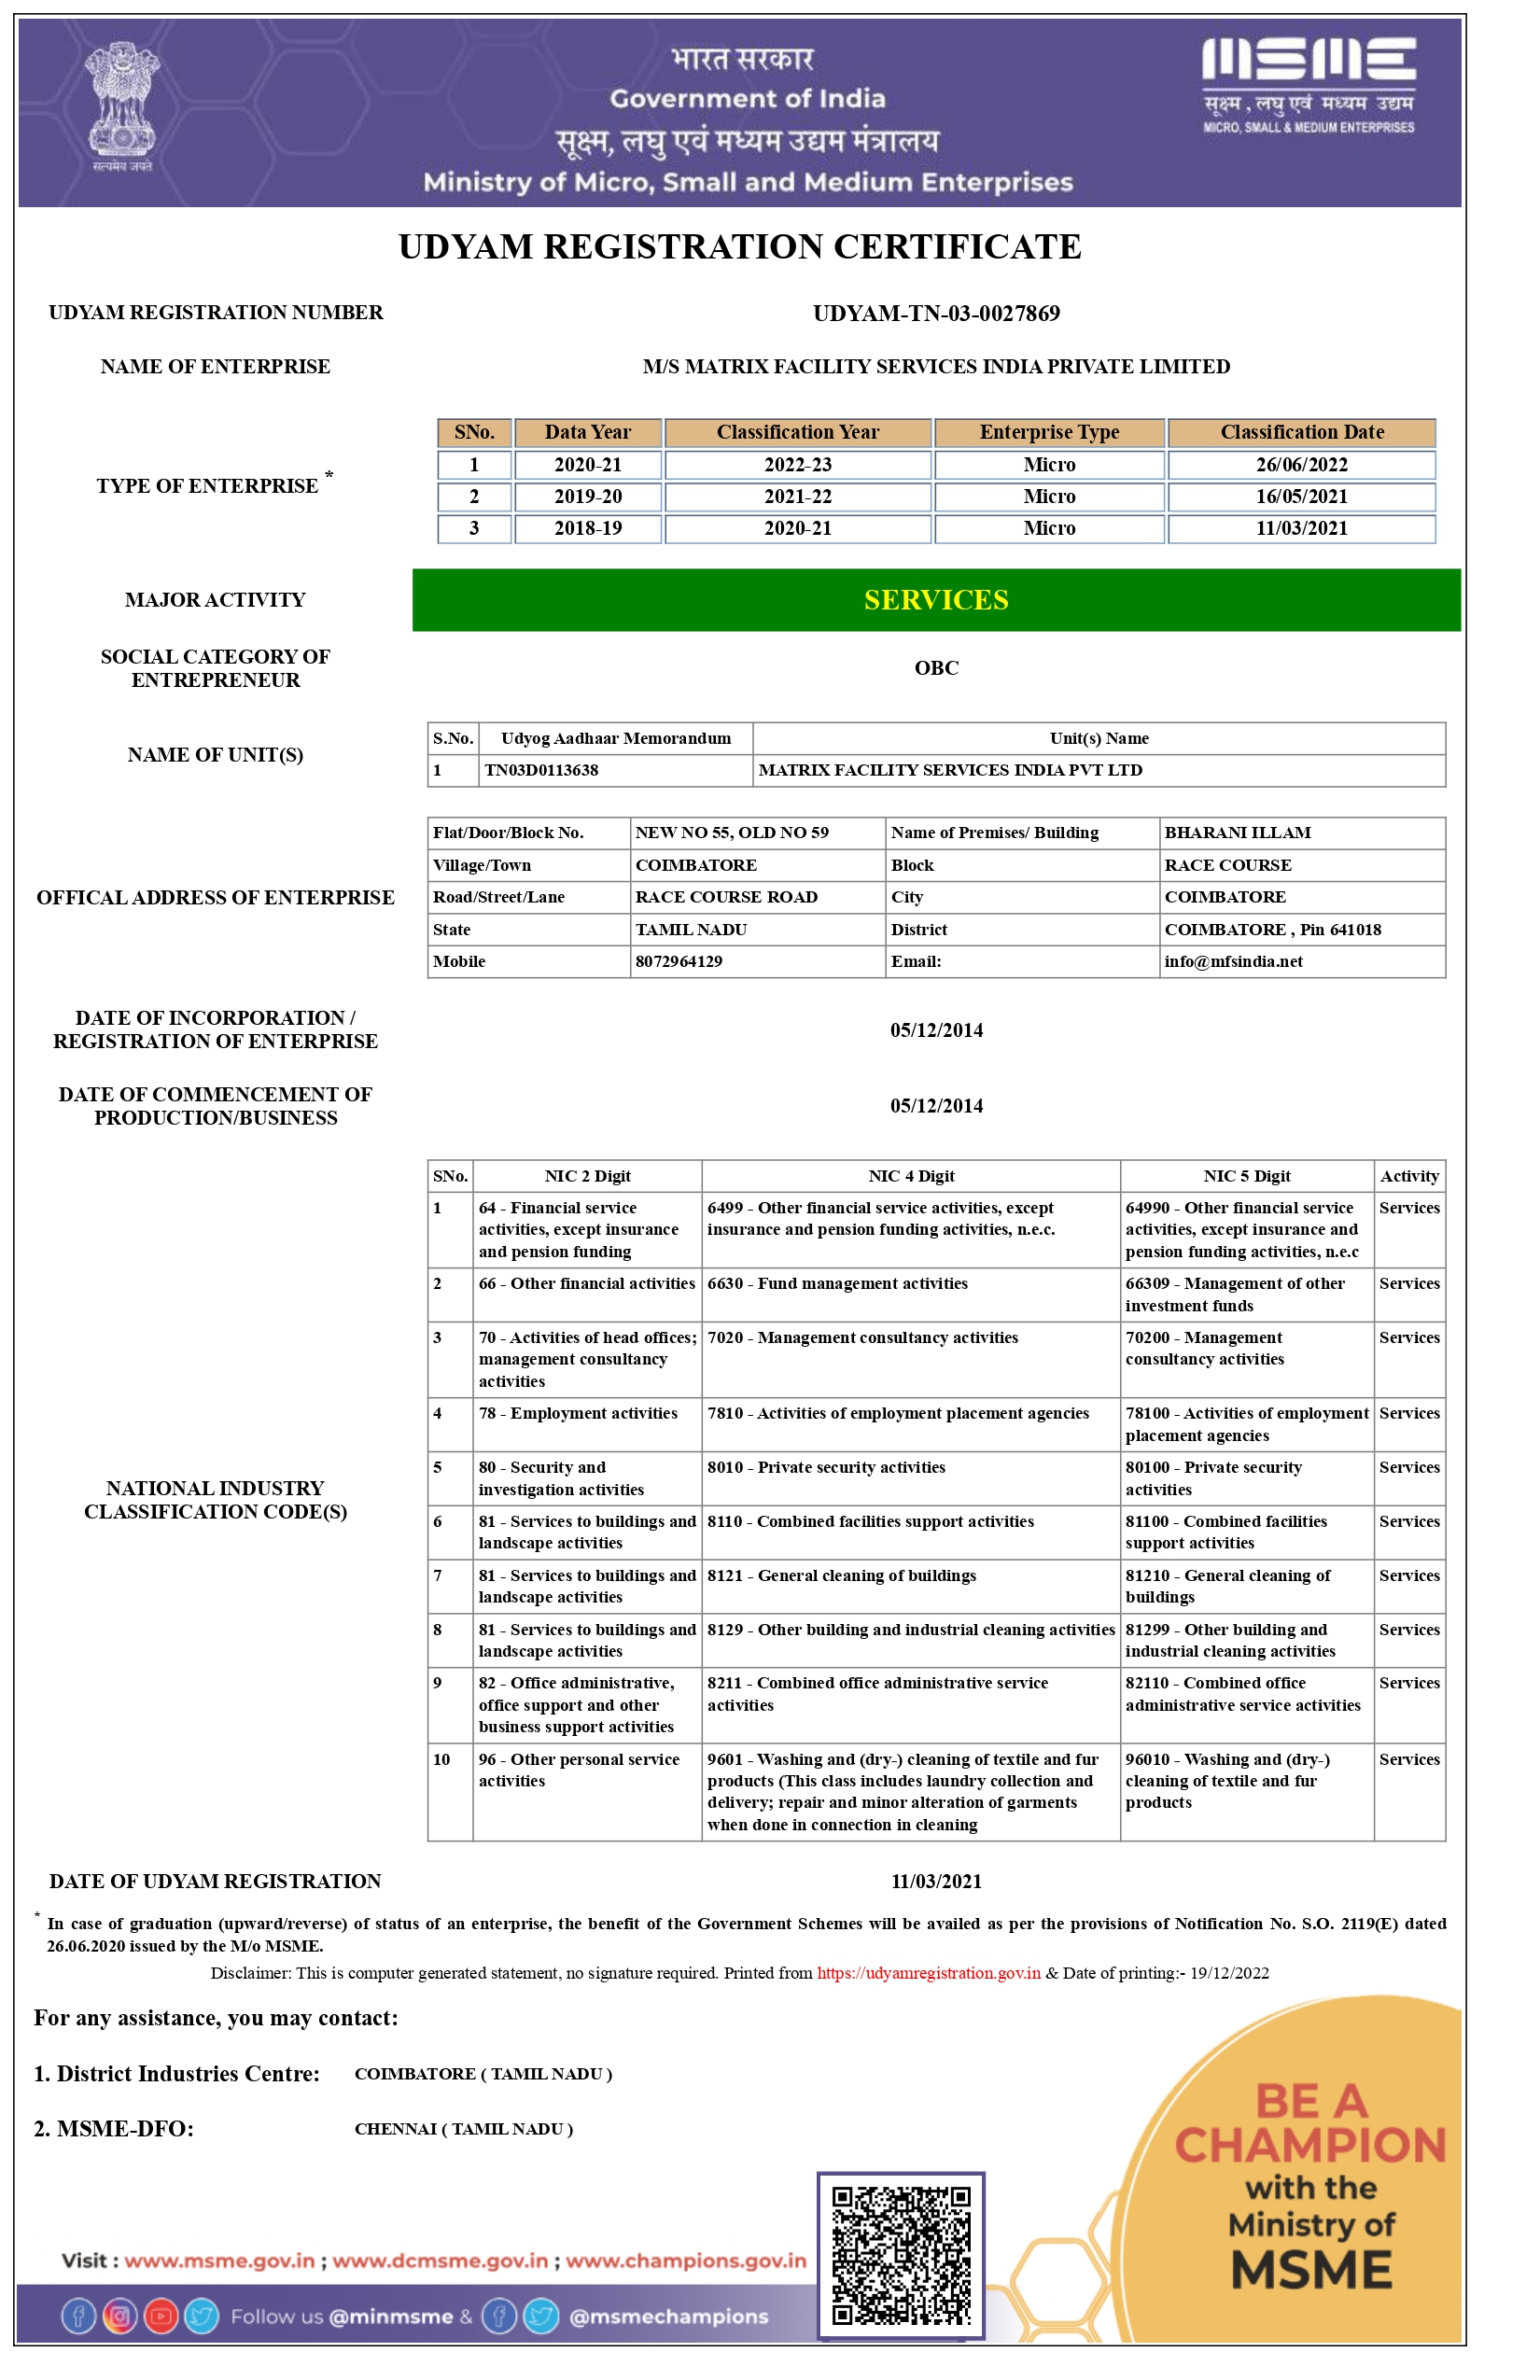 भारत सरकार
Government of India
सूक्ष्म, लघु एवं मध्यम उद्यम मंत्रालय
Ministry of Micro, Small and Medium Enterprises
सत्यमेव जयते
MSME
सूक्ष्म , लघु एवं मध्यम उद्यम
MICRO, SMALL & MEDIUM ENTERPRISES
UDYAM REGISTRATION CERTIFICATE
UDYAM REGISTRATION NUMBER UDYAM-TN-03-0027869
NAME OF ENTERPRISE M/S MATRIX FACILITY SERVICES INDIA PRIVATE LIMITED
TYPE OF ENTERPRISE *
SNo. Data Year Classification Year Enterprise Type Classification Date
1 2020-21 2022-23 Micro 26/06/2022
2 2019-20 2021-22 Micro 16/05/2021
3 2018-19 2020-21 Micro 11/03/2021
MAJOR ACTIVITY SERVICES
SOCIAL CATEGORY OF
ENTREPRENEUR
OBC
NAME OF UNIT(S)
S.No. Udyog Aadhaar Memorandum Unit(s) Name
1 TN03D0113638 MATRIX FACILITY SERVICES INDIA PVT LTD
OFFICAL ADDRESS OF ENTERPRISE
Flat/Door/Block No. NEW NO 55, OLD NO 59 Name of Premises/ Building BHARANI ILLAM
Village/Town COIMBATORE Block RACE COURSE
Road/Street/Lane RACE COURSE ROAD City COIMBATORE
State TAMIL NADU District COIMBATORE , Pin 641018
Mobile 8072964129 Email: info@mfsindia.net
DATE OF INCORPORATION /
REGISTRATION OF ENTERPRISE
05/12/2014
DATE OF COMMENCEMENT OF
PRODUCTION/BUSINESS
05/12/2014
NATIONAL INDUSTRY
CLASSIFICATION CODE(S)
SNo. NIC 2 Digit NIC 4 Digit NIC 5 Digit Activity
1 64 - Financial service 6499 - Other financial service activities, except 64990 - Other financial service Services
activities, except insurance insurance and pension funding activities, n.e.c. activities, except insurance and
and pension funding pension funding activities, n.e.c
2 66 - Other financial activities 6630 - Fund management activities 66309 - Management of other Services
investment funds
3 70 - Activities of head offices; 7020 - Management consultancy activities 70200 - Management Services
management consultancy consultancy activities
activities
4 78 - Employment activities 7810 - Activities of employment placement agencies 78100 - Activities of employment Services
placement agencies
5 80 - Security and 8010 - Private security activities 80100 - Private security Services
investigation activities activities
6 81 - Services to buildings and 8110 - Combined facilities support activities 81100 - Combined facilities Services
landscape activities support activities
7 81 - Services to buildings and 8121 - General cleaning of buildings 81210 - General cleaning of Services
landscape activities buildings
8 81 - Services to buildings and 8129 - Other building and industrial cleaning activities 81299 - Other building and Services
landscape activities industrial cleaning activities
9 82 - Office administrative, 8211 - Combined office administrative service 82110 - Combined office Services
office support and other activities administrative service activities
business support activities
10 96 - Other personal service 9601 - Washing and (dry-) cleaning of textile and fur 96010 - Washing and (dry-) Services
activities products (This class includes laundry collection and cleaning of textile and fur
delivery; repair and minor alteration of garments products
when done in connection in cleaning
DATE OF UDYAM REGISTRATION 11/03/2021
* In case of graduation (upward/reverse) of status of an enterprise, the benefit of the Government Schemes will be availed as per the provisions of Notification No. S.O. 2119(E) dated
26.06.2020 issued by the M/o MSME.
Disclaimer: This is computer generated statement, no signature required. Printed from https://udyamregistration.gov.in & Date of printing:- 19/12/2022
For any assistance, you may contact:
1. District Industries Centre: COIMBATORE ( TAMIL NADU )
2. MSME-DFO: CHENNAI ( TAMIL NADU )
BE A
CHAMPION
with the
Ministry of
MSME
Visit : www.msme.gov.in ; www.dcmsme.gov.in ; www.champions.gov.in
Follow us @minmsme & @msmechampions